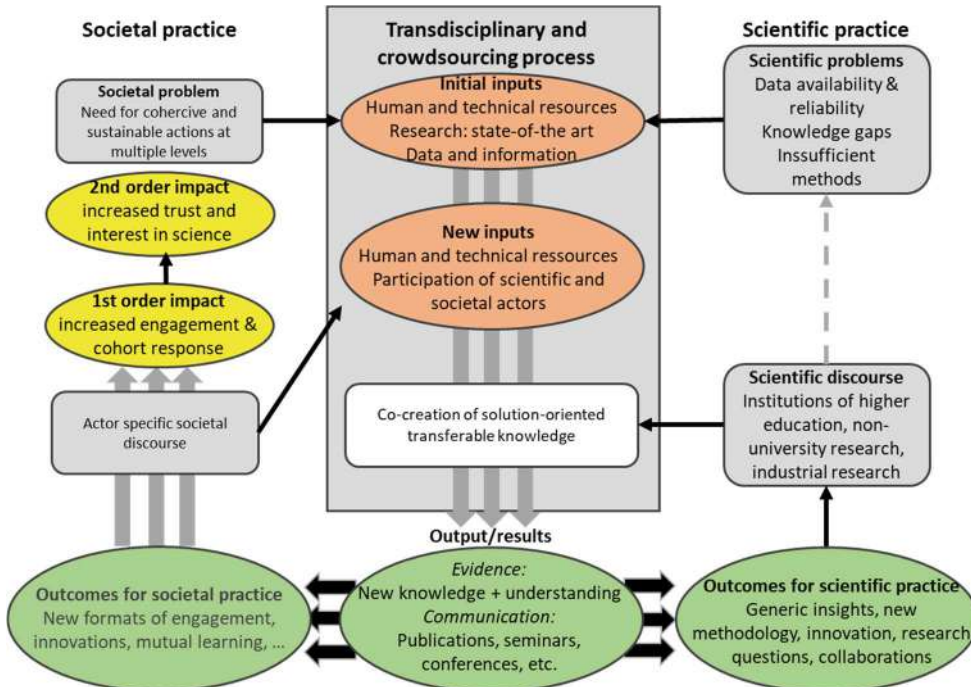 Societal practice
Transdisciplinary and
crowdsourcing process
Scientific practice
Societal problem
Need for cohercive and
sustainable actions at
multiple levels
Initial inputs
Human and technical resources
Research: state-of-the art
Data and information
Scientific problems
Data availability &
reliability
Knowledge gaps
Inssufficient
methods
2nd order impact
increased trust and
interest in science
New inputs
Human and technical ressources
Participation of scientific and
societal actors
1st order impact
increased engagement &
cohort response
Actor specific societal
discourse
Co-creation of solution-oriented
transferable knowledge
Scientific discourse
Institutions of higher
education, non-
university research,
industrial research
Output/results
Outcomes for societal practice
New formats of engagement,
innovations, mutual learning, ...
Evidence:
New knowledge + understanding
Communication:
Publications, seminars,
conferences, etc.
Outcomes for scientific practice
Generic insights, new
methodology, innovation, research
questions, collaborations